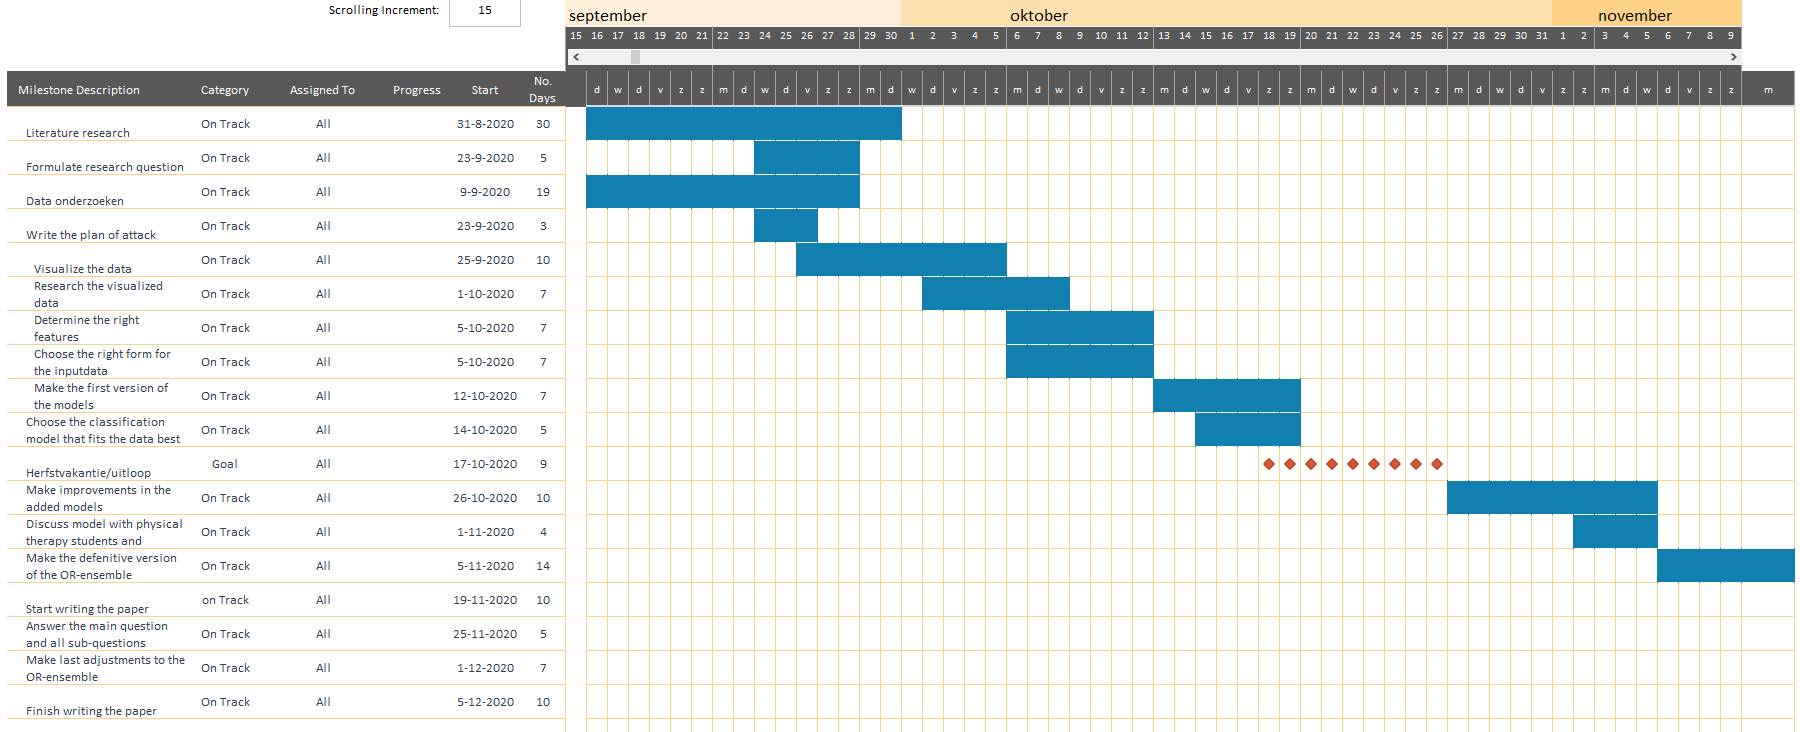 Scrolling Increment: 15
september oktober november
15 16 17 18 19 20 21 22 23 24 25 26 27 28 29 30 1 2 3 4 5 6 7 8 9 10 11 12 13 14 15 16 17 18 19 20 21 22 23 24 25 26 27 28 29 30 31 1 2 3 4 5 6 7 8 9
Milestone Description Category Assigned To Progress Start No. Days d w d v z z m d w d v z z m d w d v z z m d w d v z z m d w d v z z m d w d v z z m d w d v z z m d w d v z z m
Literature research On Track All 31-8-2020 30
Formulate research question On Track All 23-9-2020 5
Data onderzoeken On Track All 9-9-2020 19
Write the plan of attack On Track All 23-9-2020 3
Visualize the data On Track All 25-9-2020 10
Research the visualized
data On Track All 1-10-2020 7
Determine the right
features On Track All 5-10-2020 7
Choose the right form for
the inputdata On Track All 5-10-2020 7
Make the first version of
the models On Track All 12-10-2020 7
Choose the classification
model that fits the data best On Track All 14-10-2020 5
Herfstvakantie/uitloop Goal All 17-10-2020 9
Make improvements in the
added models On Track All 26-10-2020 10
Discuss model with physical
therapy students and On Track All 1-11-2020 4
Make the defenitive version
of the OR-ensemble On Track All 5-11-2020 14
Start writing the paper on Track All 19-11-2020 10
Answer the main question
and all sub-questions On Track All 25-11-2020 5
Make last adjustments to the
OR-ensemble On Track All 1-12-2020 7
Finish writing the paper On Track All 5-12-2020 10